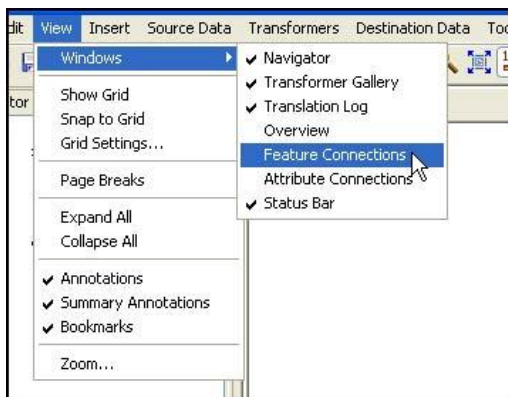 dit View Insert Source Data Transformers Destination Data Too
Windows
Show Grid
Snap to Grid
Grid Settings...
Page Breaks
Expand All
Collapse All
Annotations
Summary Annotations
Bookmarks
Zoom...
Navigator
Transformer Gallery
Translation Log
Overview
Feature Connections
Attribute Connections
Status Bar
tor